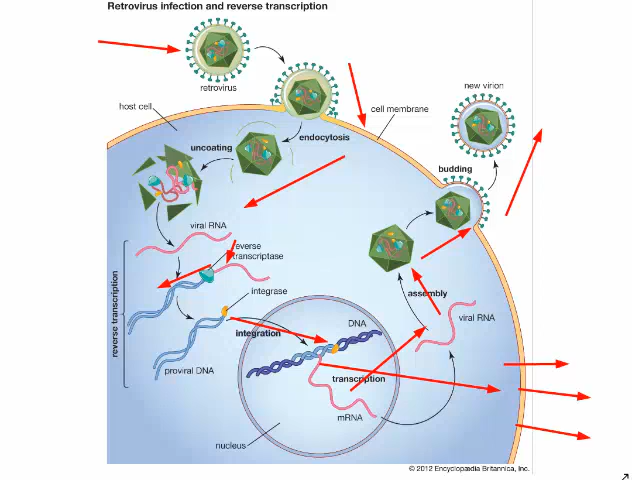 Retrovirus infection and reverse transcription
retrovirus
host cell
cell membrane
new virion
endocytosis
uncoating
budding
viral RNA
reverse
transcriptase
integrase
assembly
viral RNA
reverse transcription
integration
DNA
proviral DNA
transcription
mRNA
nucleus
© 2012 Encyclopædia Britannica, Inc.